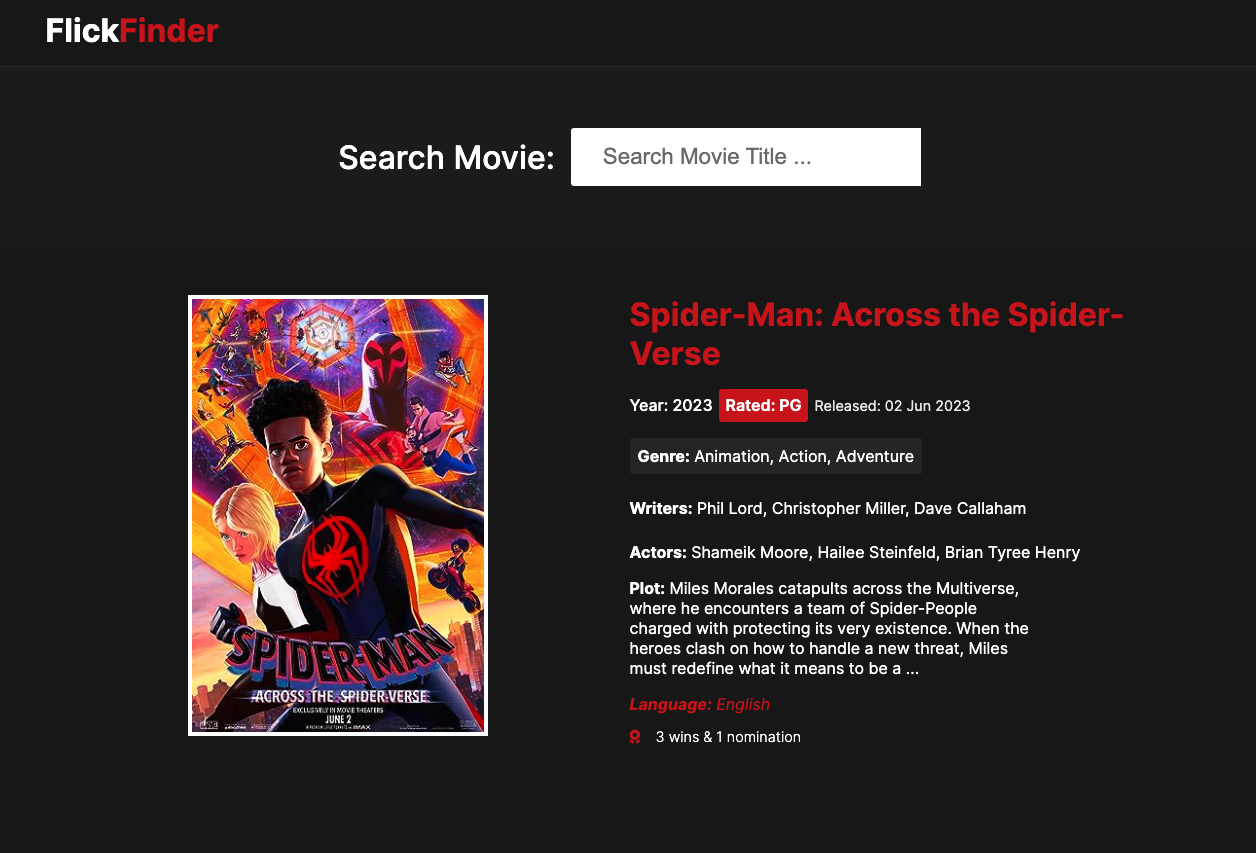 FlickFinder
Search Movie:
Search Movie Title ...
Spider-Man: Across the Spider-
Verse
Year: 2023 Rated: PG Released: 02 Jun 2023
Genre: Animation, Action, Adventure
Writers: Phil Lord, Christopher Miller, Dave Callaham
Actors: Shameik Moore, Hailee Steinfeld, Brian Tyree Henry
Plot: Miles Morales catapults across the Multiverse,
where he encounters a team of Spider-People
charged with protecting its very existence. When the
heroes clash on how to handle a new threat, Miles
must redefine what it means to be a ...
Language: English
3 wins & 1 nomination
SPIDER-MAN
ACROSS THE SPIDER-VERSE
EXCLUSIVELY IN MOVIE THEATERS
JUNE 2